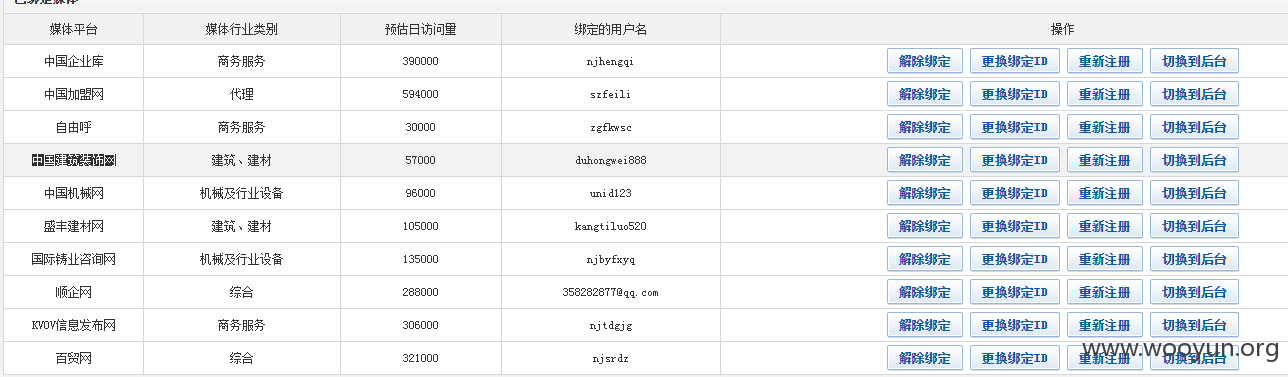 媒体平台 媒体行业类别 预估日访问量 绑定的用户名 操作
中国企业库 商务服务 390000 njhengqi 解除绑定 更换绑定ID 重新注册 切换到后台
中国加盟网 代理 594000 szfeili 解除绑定 更换绑定ID 重新注册 切换到后台
自由呼 商务服务 30000 zgfkwsc 解除绑定 更换绑定ID 重新注册 切换到后台
中国建筑装饰网 建筑、建材 57000 duhongwei888 解除绑定 更换绑定ID 重新注册 切换到后台
中国机械网 机械及行业设备 96000 unid123 解除绑定 更换绑定ID 重新注册 切换到后台
盛丰建材网 建筑、建材 105000 kangtiluo520 解除绑定 更换绑定ID 重新注册 切换到后台
国际铸业咨询网 机械及行业设备 135000 njbyfxyq 解除绑定 更换绑定ID 重新注册 切换到后台
顺企网 综合 288000 358282877@qq.com 解除绑定 更换绑定ID 重新注册 切换到后台
KVOV信息发布网 商务服务 306000 njtdgjg 解除绑定 更换绑定ID 重新注册 切换到后台
百贸网 综合 321000 njsrdz 解除绑定 更换绑定ID 重新注册 切换到后台
www.wooyun.org